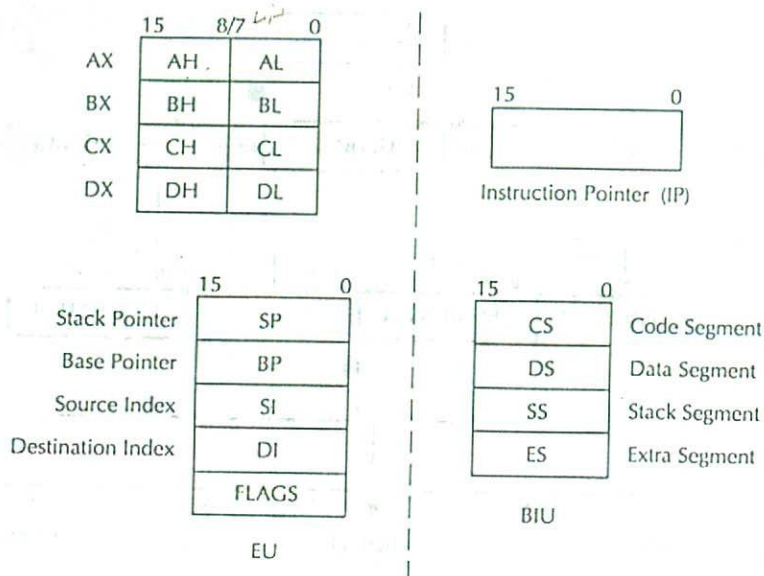 15 8/7 0
AX AH AL
BX BH BL
CX CH CL
DX DH DL
15 0
Instruction Pointer (IP)
15 0
Stack Pointer SP
Base Pointer BP
Source Index SI
Destination Index DI
FLAGS
EU
15 0
CS Code Segment
DS Data Segment
SS Stack Segment
ES Extra Segment
BIU